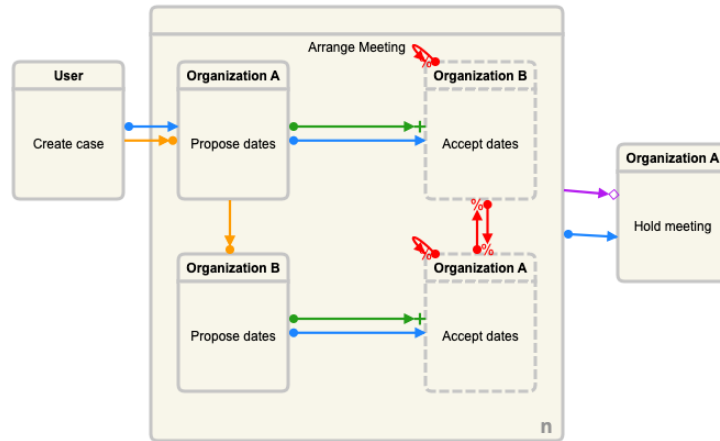 Arrange Meeting
%
User
Organization A
Organization B
Create case
Propose dates
Accept dates
Organization A
Hold meeting
%
%
%
Organization B
Organization A
Propose dates
Accept dates
n